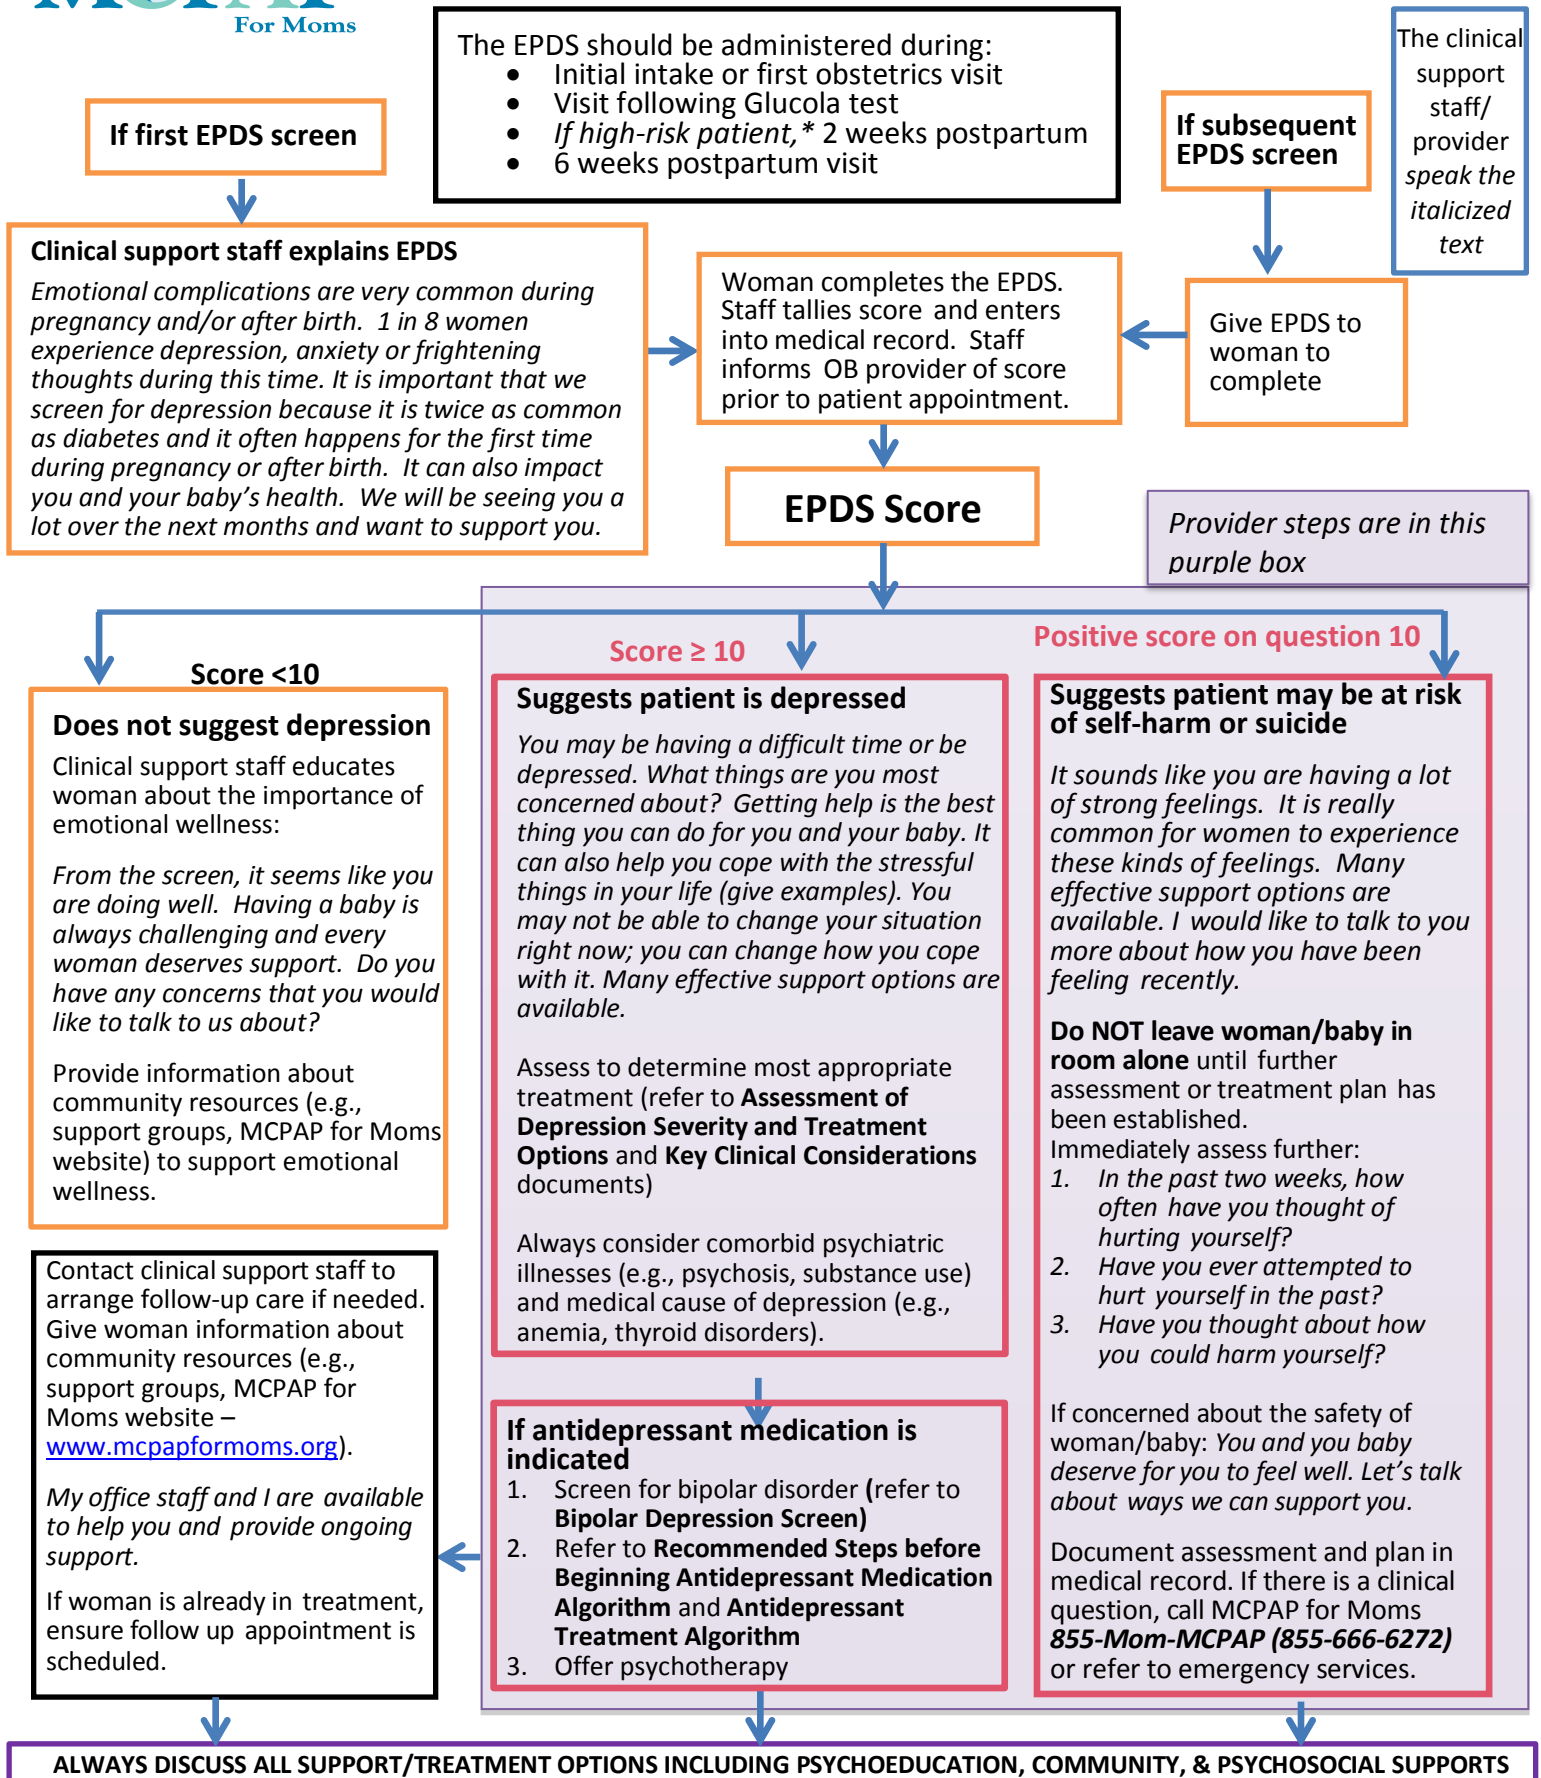 MCPAP
For Moms
The EPDS should be administered during:
• Initial intake or first obstetrics visit
• Visit following Glucola test
• If high-risk patient,* 2 weeks postpartum
• 6 weeks postpartum visit
The clinical
support
staff/
provider
speak the
italicized
text
If first EPDS screen
If subsequent
EPDS screen
Clinical support staff explains EPDS
Emotional complications are very common during
pregnancy and/or after birth. 1 in 8 women
experience depression, anxiety or frightening
thoughts during this time. It is important that we
screen for depression because it is twice as common
as diabetes and it often happens for the first time
during pregnancy or after birth. It can also impact
you and your baby's health. We will be seeing you a
lot over the next months and want to support you.
Woman completes the EPDS.
Staff tallies score and enters
into medical record. Staff
informs OB provider of score
prior to patient appointment.
Give EPDS to
woman to
complete
EPDS Score
Provider steps are in this
purple box
Score <10
Does not suggest depression
Clinical support staff educates
woman about the importance of
emotional wellness:
From the screen, it seems like you
are doing well. Having a baby is
always challenging and every
woman deserves support. Do you
have any concerns that you would
like to talk to us about?
Provide information about
community resources (e.g.,
support groups, MCPAP for Moms
website) to support emotional
wellness.
Score ≥ 10
Suggests patient is depressed
You may be having a difficult time or be
depressed. What things are you most
concerned about? Getting help is the best
thing you can do for you and your baby. It
can also help you cope with the stressful
things in your life (give examples). You
may not be able to change your situation
right now; you can change how you cope
with it. Many effective support options are
available.
Assess to determine most appropriate
treatment (refer to Assessment of
Depression Severity and Treatment
Options and Key Clinical Considerations
documents)
Always consider comorbid psychiatric
illnesses (e.g., psychosis, substance use)
and medical cause of depression (e.g.,
anemia, thyroid disorders).
If antidepressant medication is
indicated
1. Screen for bipolar disorder (refer to
Bipolar Depression Screen)
2. Refer to Recommended Steps before
Beginning Antidepressant Medication
Algorithm and Antidepressant
Treatment Algorithm
3. Offer psychotherapy
Positive score on question 10
Suggests patient may be at risk
of self-harm or suicide
It sounds like you are having a lot
of strong feelings. It is really
common for women to experience
these kinds of feelings. Many
effective support options are
available. I would like to talk to you
more about how you have been
feeling recently.
Do NOT leave woman/baby in
room alone until further
assessment or treatment plan has
been established.
Immediately assess further:
1. In the past two weeks, how
often have you thought of
hurting yourself?
2. Have you ever attempted to
hurt yourself in the past?
3. Have you thought about how
you could harm yourself?
If concerned about the safety of
woman/baby: You and you baby
deserve for you to feel well. Let's talk
about ways we can support you.
Document assessment and plan in
medical record. If there is a clinical
question, call MCPAP for Moms
855-Mom-MCPAP (855-666-6272)
or refer to emergency services.
Contact clinical support staff to
arrange follow-up care if needed.
Give woman information about
community resources (e.g.,
support groups, MCPAP for
Moms website –
www.mcpapformoms.org).
My office staff and I are available
to help you and provide ongoing
support.
If woman is already in treatment,
ensure follow up appointment is
scheduled.
ALWAYS DISCUSS ALL SUPPORT/TREATMENT OPTIONS INCLUDING PSYCHOEDUCATION, COMMUNITY, & PSYCHOSOCIAL SUPPORTS